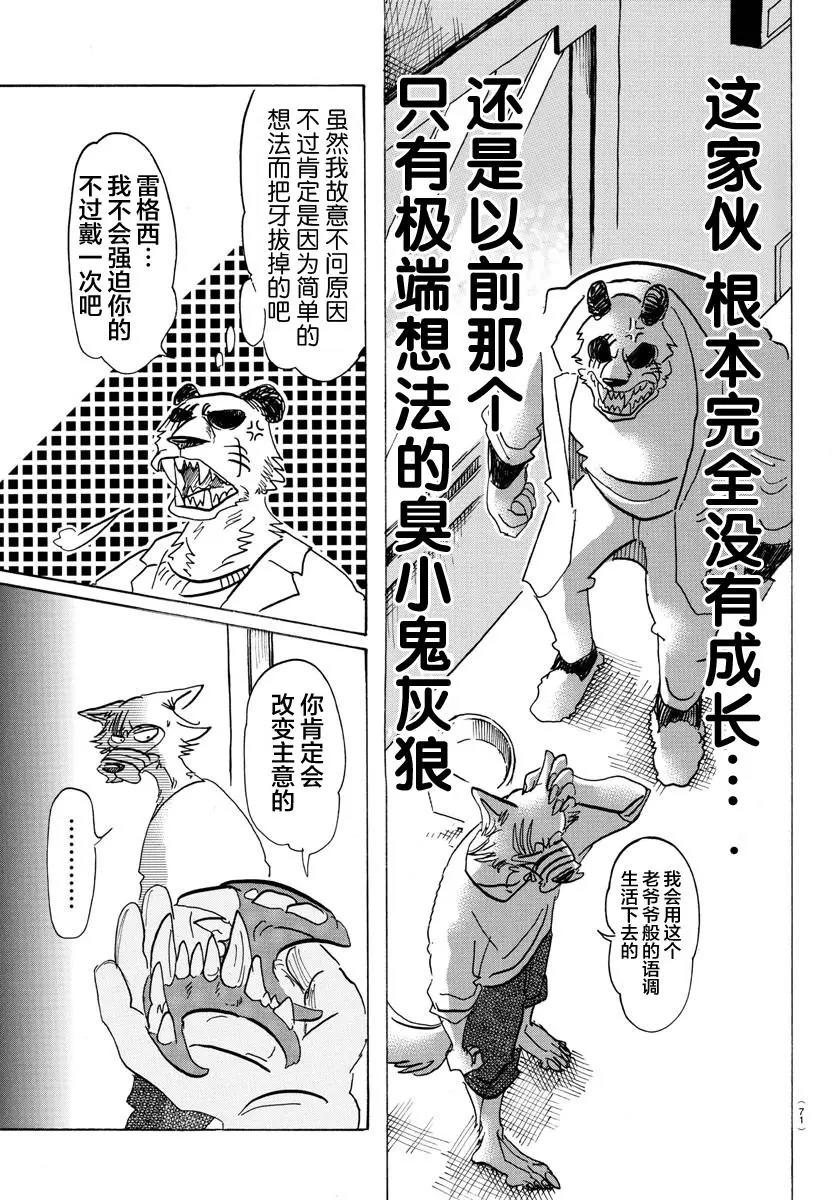 这家伙 根本完全没有成长…
还是以前那个
只有极端想法的臭小鬼灰狼
我会用这个
老爷爷般的语调
生活下去的
虽然我故意不问原因
不过肯定是因为简单的
想法而把牙拔掉的吧
雷格西…
我不会强迫你的
不过戴一次吧
你肯定会
改变主意的
………
71